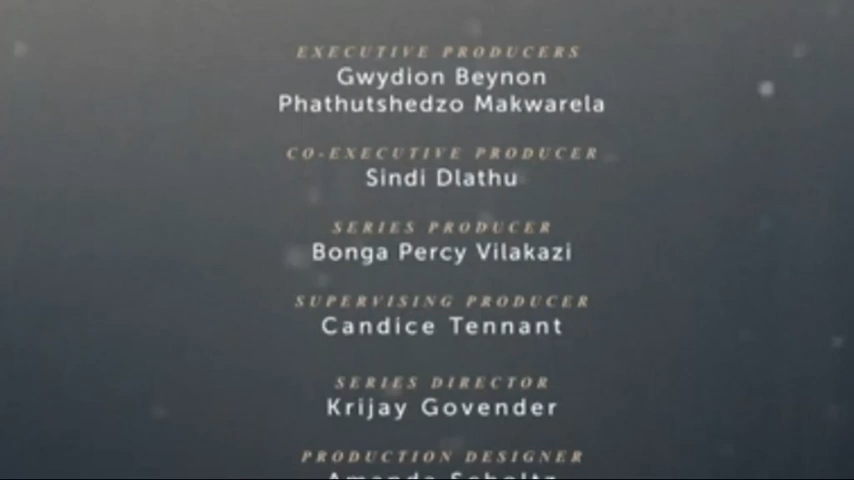 EXECUTIVE PRODUCERS
Gwydion Beynon
Phathutshedzo Makwarela
CO-EXECUTIVE PRODUCER
Sindi Dlathu
SERIES PRODUCER
Bonga Percy Vilakazi
SUPERVISING PRODUCER
Candice Tennant
SERIES DIRECTOR
Krijay Govender
PRODUCTION DESIGNER